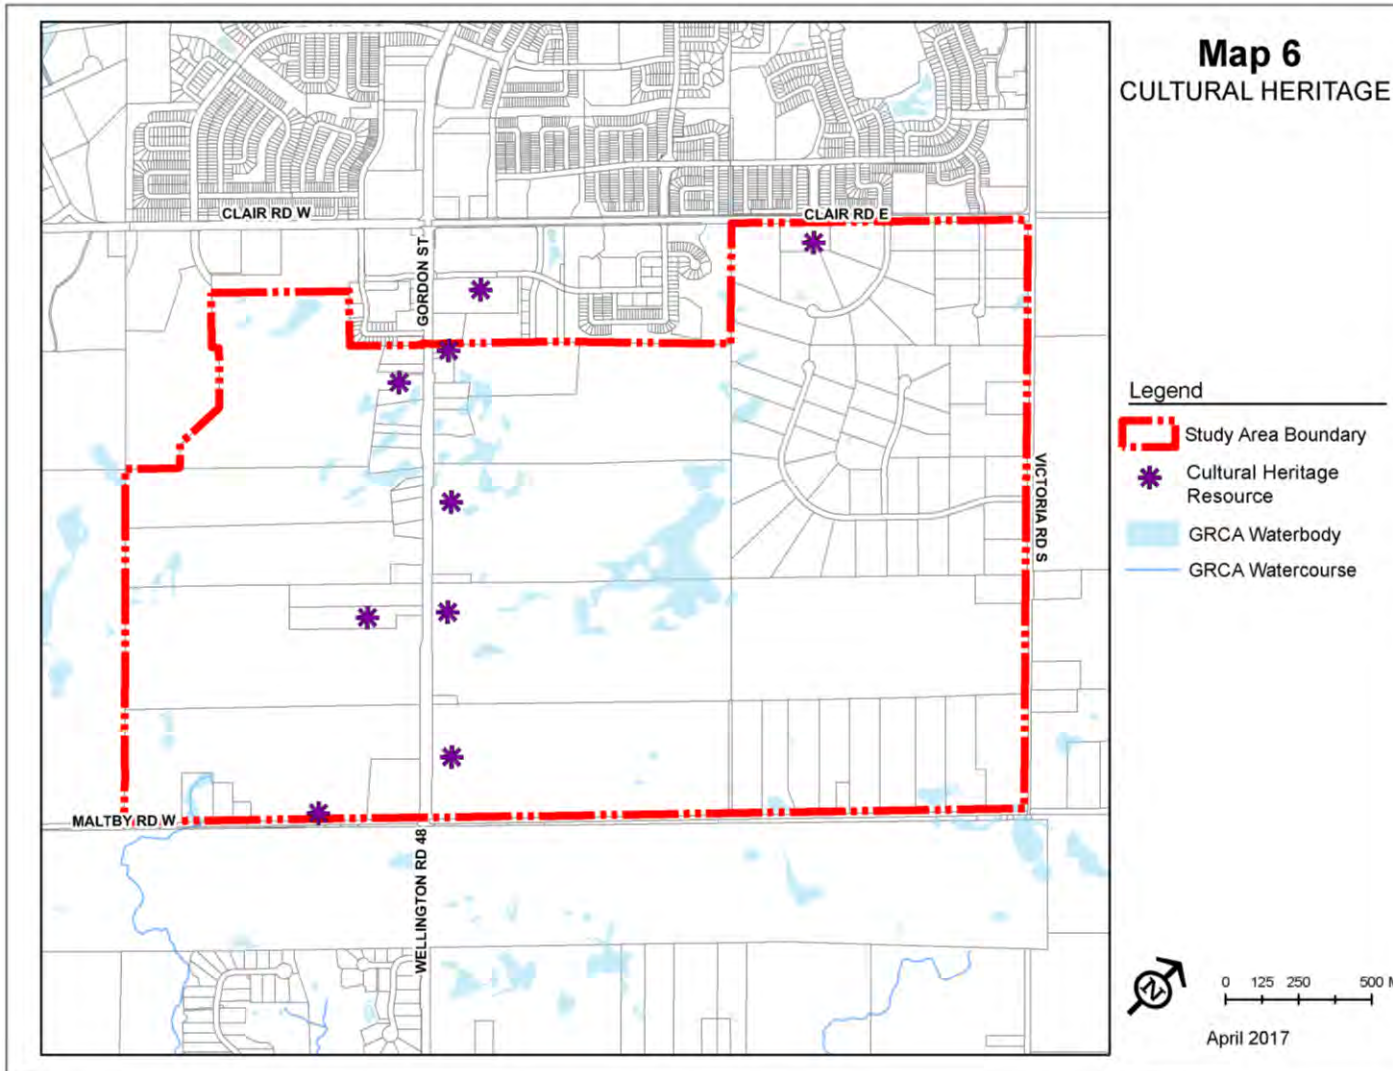 Map 6
CULTURAL HERITAGE
CLAIR RD W
CLAIR RD E
GORDON ST
VICTORIA RD S
MALTBY RD W
WELLINGTON RD 48
Legend
Study Area Boundary
Cultural Heritage
Resource
GRCA Waterbody
GRCA Watercourse
N
0 125 250 500 M
April 2017